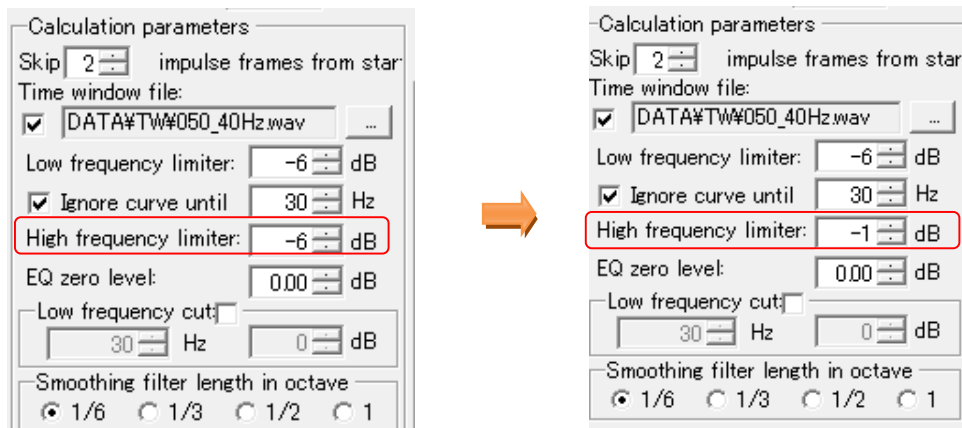 Calculation parameters
Skip 2 impulse frames from star
Time window file:
DATA¥TW¥050_40Hz.wav ...
Low frequency limiter: -6 dB
Ignore curve until 30 Hz
High frequency limiter: -6 dB
EQ zero level: 0.00 dB
Low frequency cut:
30 Hz 0 dB
Smoothing filter length in octave
1/6 1/3 1/2 1
Calculation parameters
Skip 2 impulse frames from star
Time window file:
DATA¥TW¥050_40Hz.wav ...
Low frequency limiter: -6 dB
Ignore curve until 30 Hz
High frequency limiter: -1 dB
EQ zero level: 0.00 dB
Low frequency cut:
30 Hz 0 dB
Smoothing filter length in octave
1/6 1/3 1/2 1